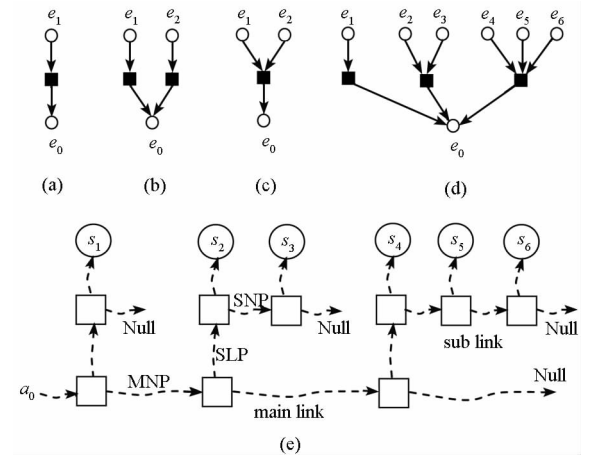 e1 e1 e2 e1 e2 e1 e2 e3 e4 e5 e6
e0 e0 e0 e0
(a) (b) (c) (d)
s1 s2 s3 s4 s5 s6
SNP
Null Null sub link Null
SLP
a0 MNP main link Null
(e)